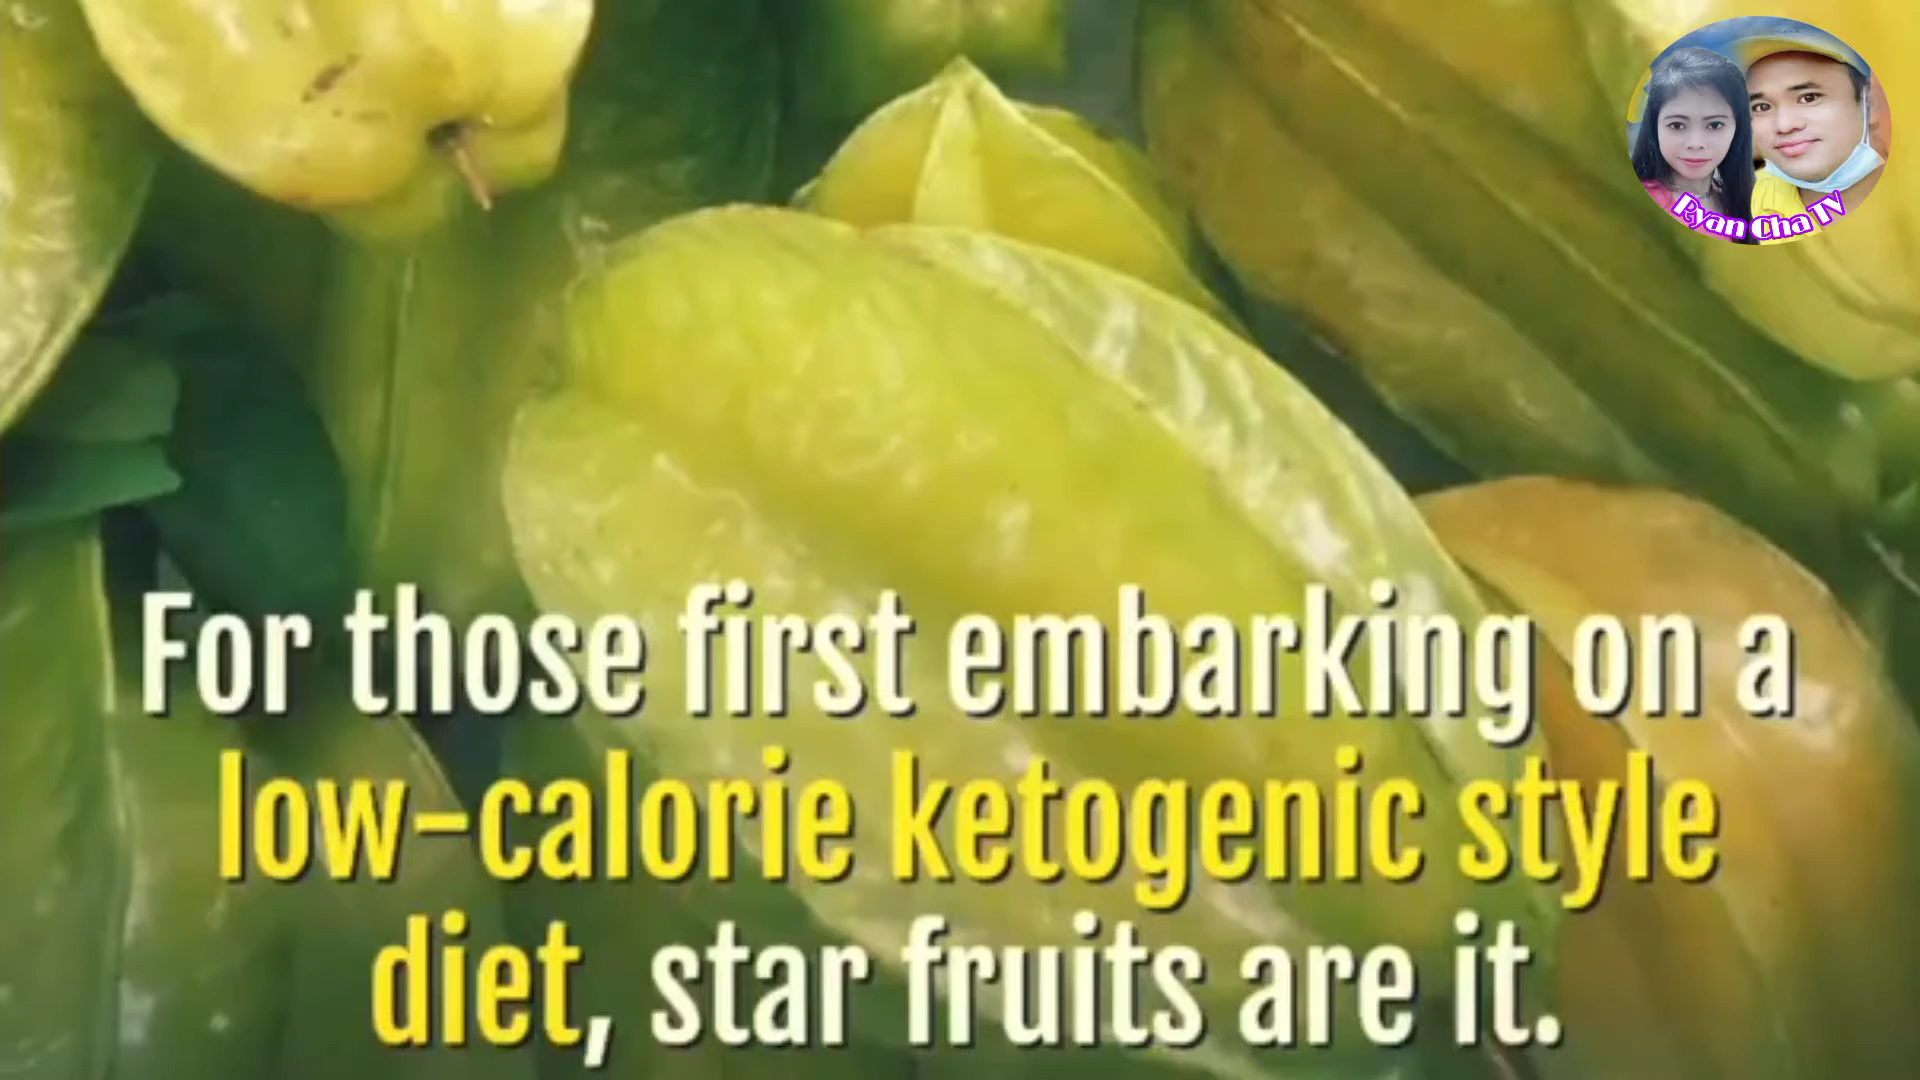 Ryan Cha TV
For those first embarking on a
low-calorie ketogenic style
diet, star fruits are it.